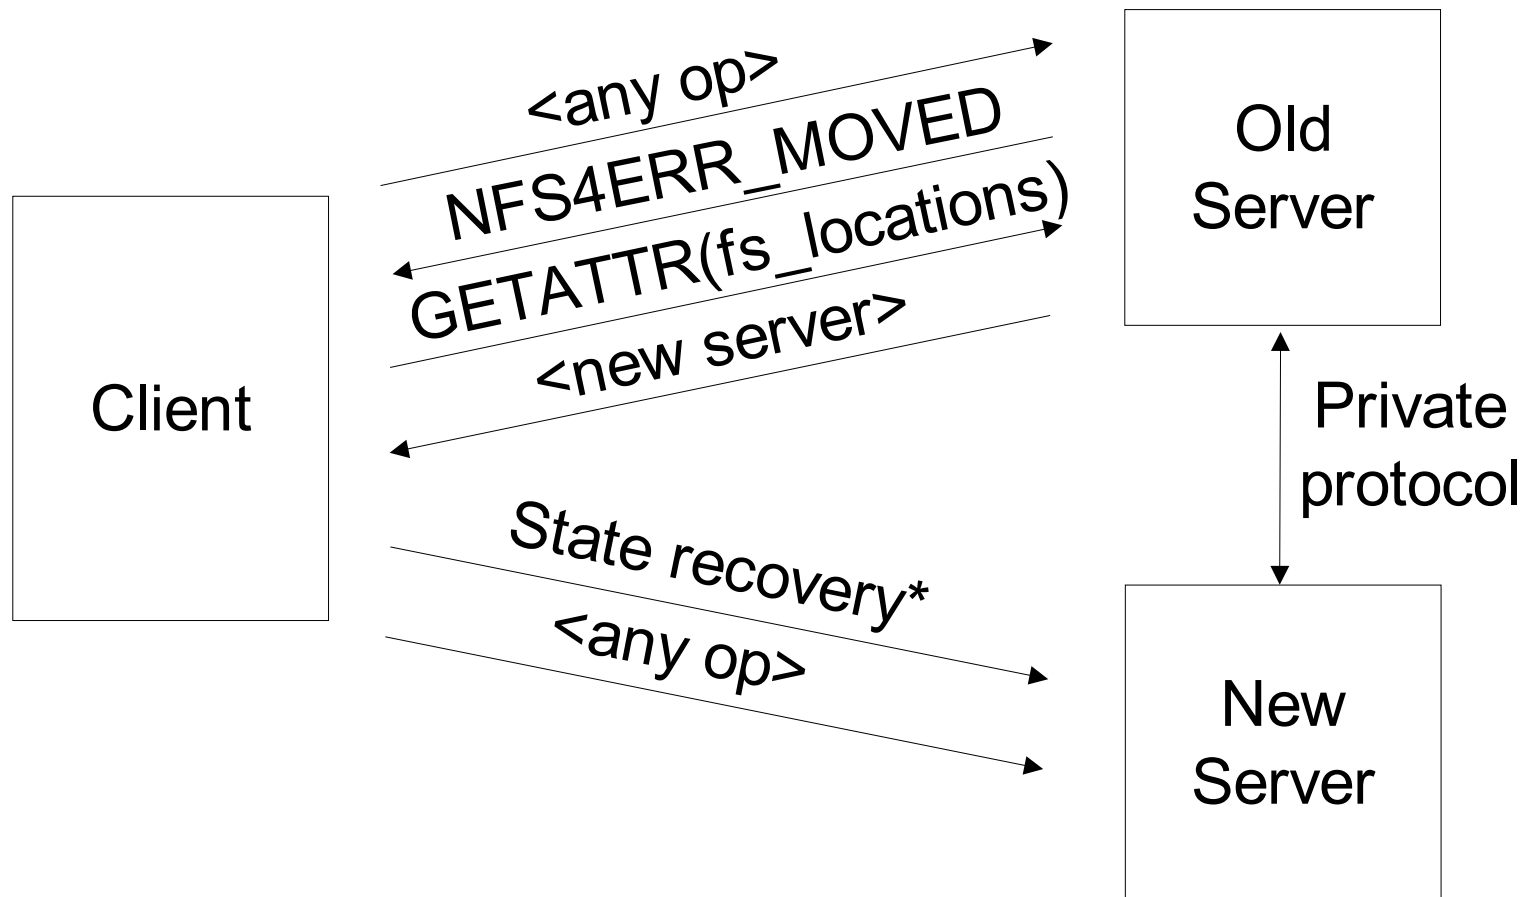 <any op>
NFS4ERR_MOVED
GETATTR(fs_locations)
<new server>
Old
Server
Client
Private
protocol
State recovery*
<any op>
New
Server